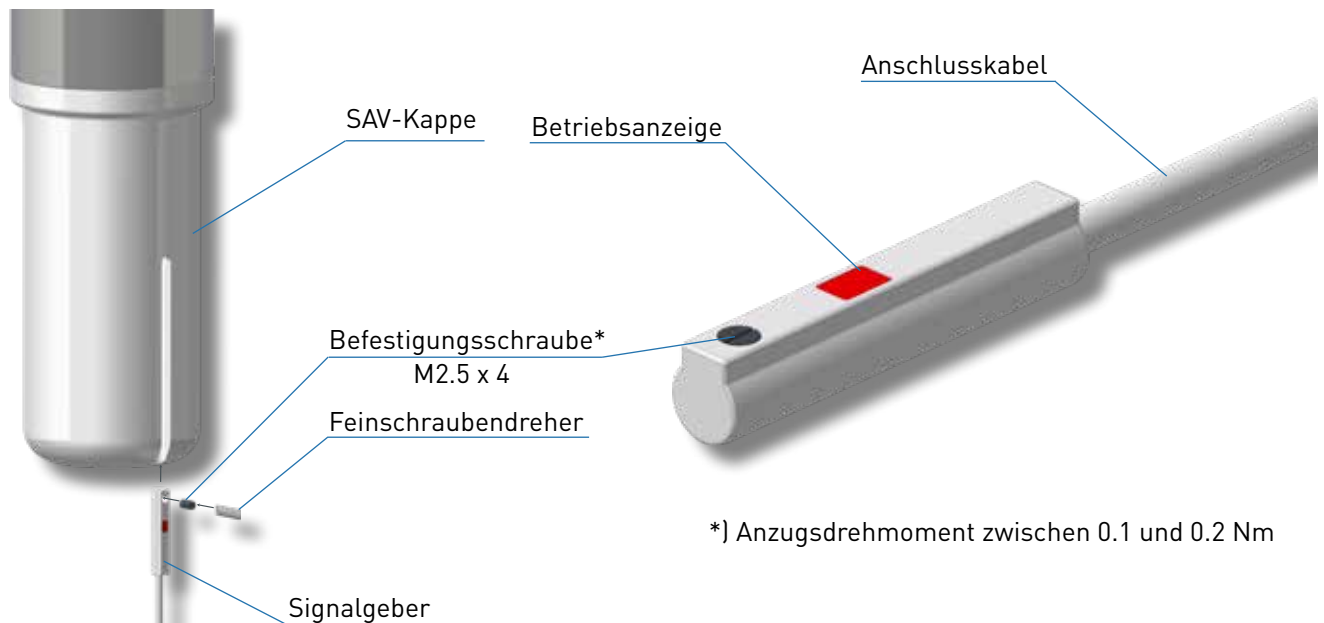 Anschlusskabel
SAV-Kappe
Betriebsanzeige
Befestigungsschraube*
M2.5 x 4
Feinschraubendreher
*) Anzugsdrehmoment zwischen 0.1 und 0.2 Nm
Signalgeber